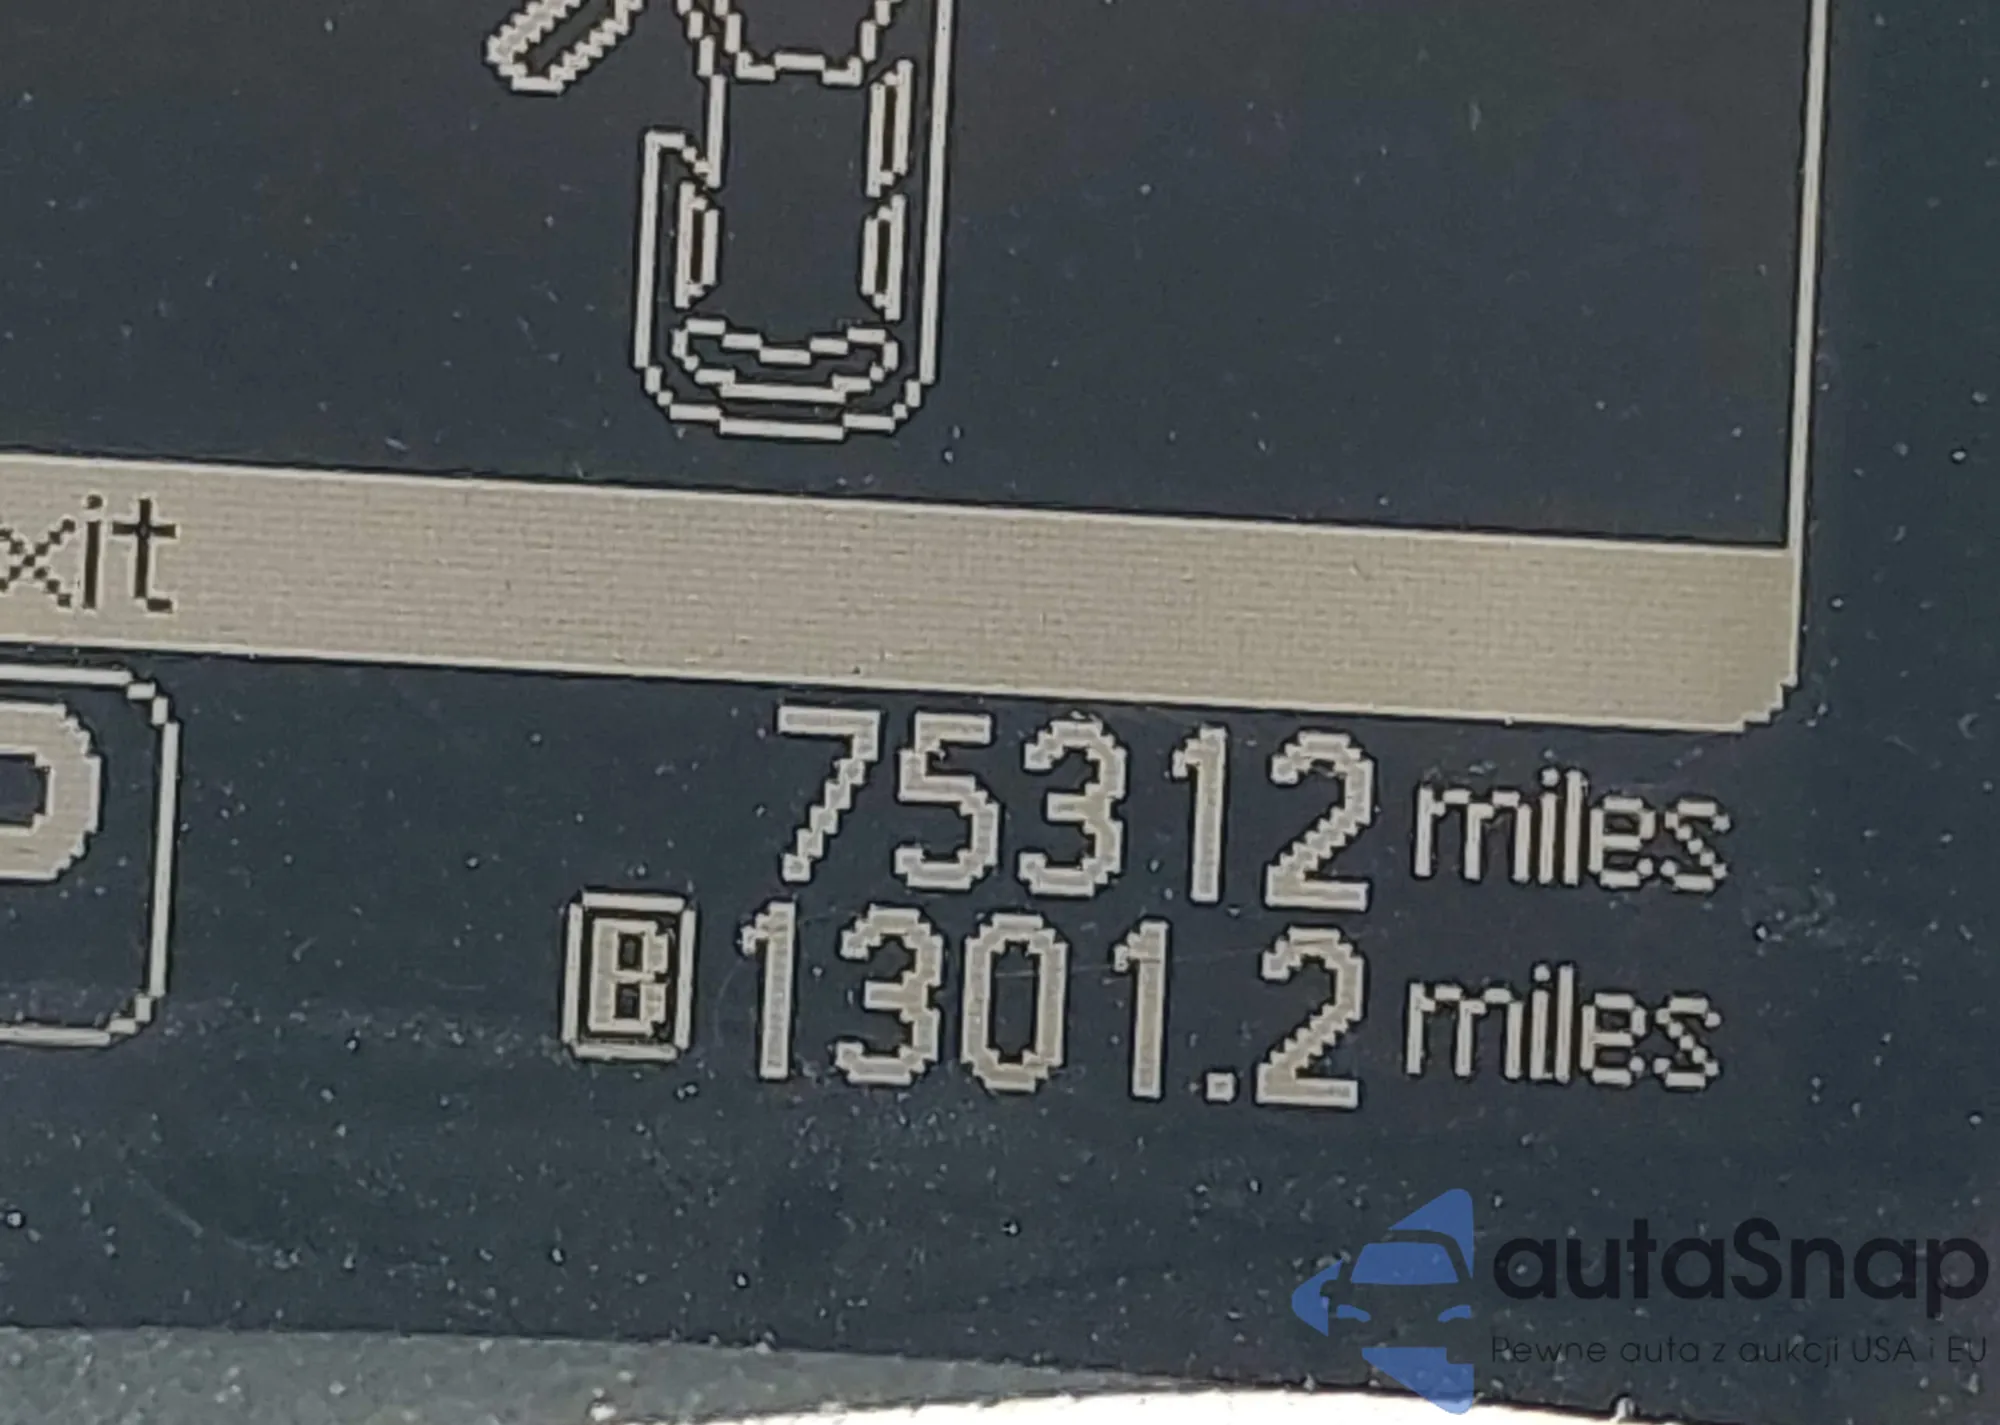 xit
P
75312 miles
B 1301.2 miles
autaSnap
Pewne auta z aukcji USA i EU